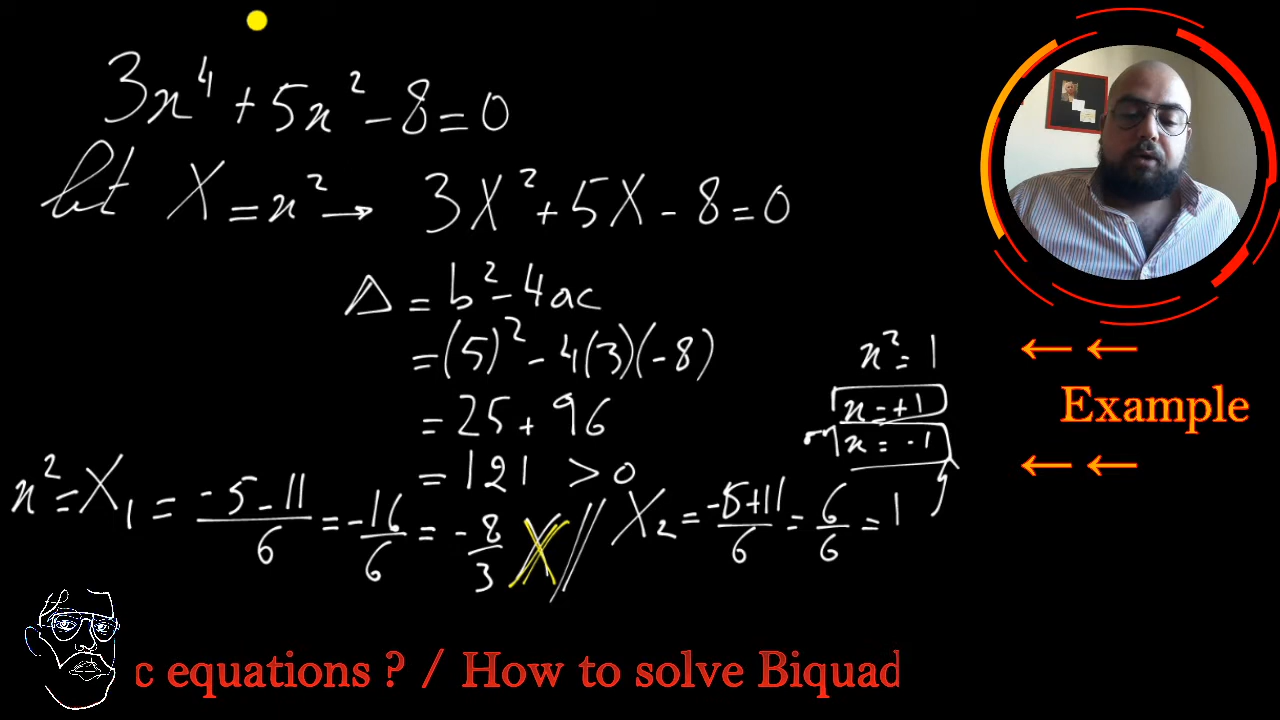 3x⁴ + 5x² - 8 = 0
let X = x² → 3X² + 5X - 8 = 0
Δ = b² - 4ac
= (5)² - 4(3)(-8)
= 25 + 96
= 121 > 0
x² = X₁ = (-5 - 11)/6 = -16/6 = -8/3 X // X₂ = (-5 + 11)/6 = 6/6 = 1
x² = 1
x = +1
or x = -1
← ←
Example
← ←
c equations ? / How to solve Biquad